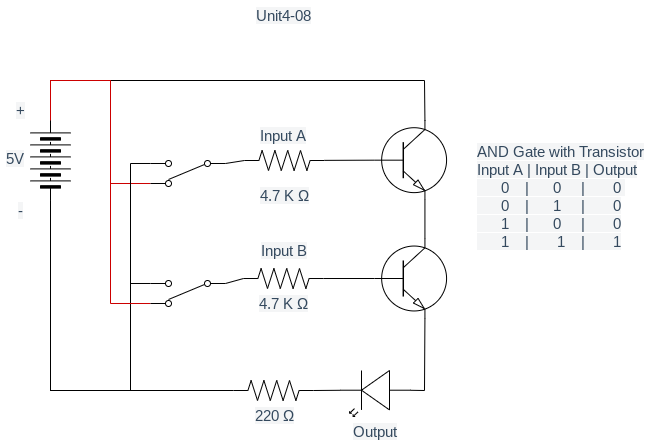 Unit4-08
+
5V
-
Input A
4.7 K Ω
Input B
4.7 K Ω
220 Ω
Output
AND Gate with Transistor
Input A | Input B | Output
0 | 0 | 0
0 | 1 | 0
1 | 0 | 0
1 | 1 | 1